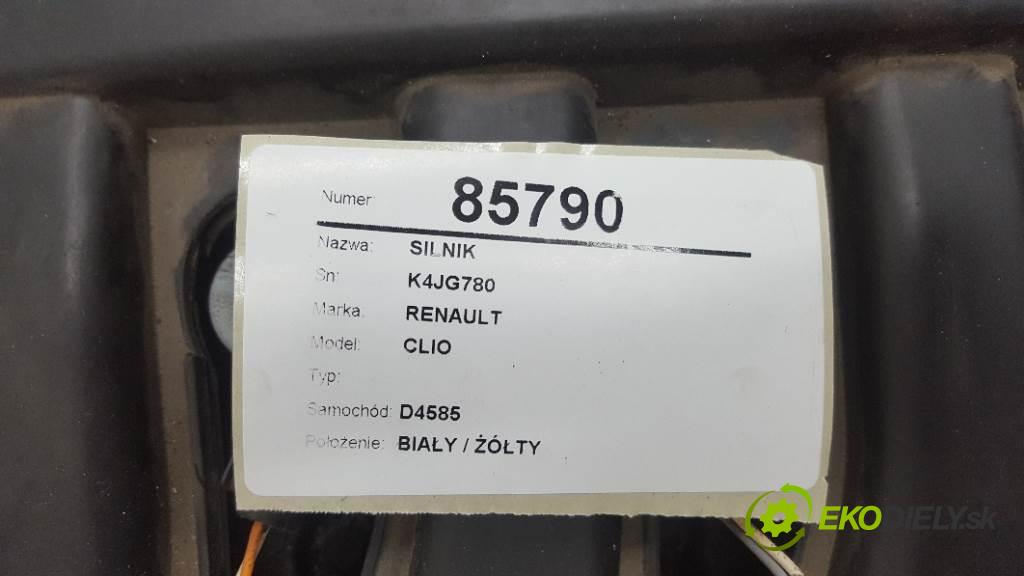 Numer: 85790
Nazwa: SILNIK
Sn: K4JG780
Marka: RENAULT
Model: CLIO
Typ:
Samochód: D4585
Położenie: BIAŁY / ŻÓŁTY
EKODIELY.sk